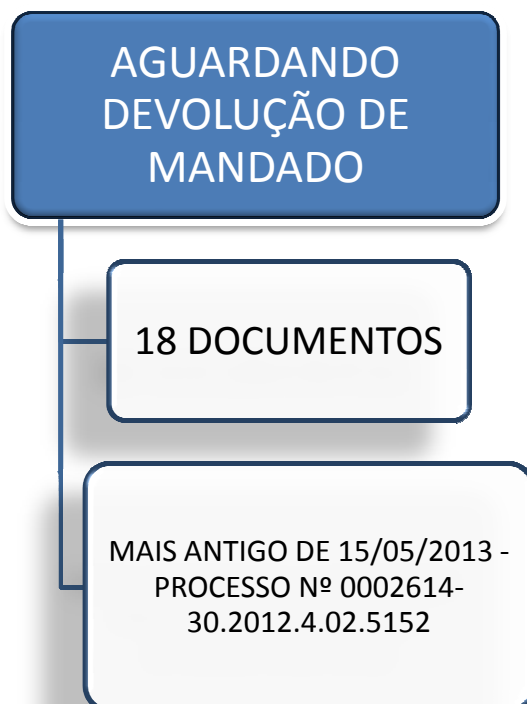 AGUARDANDO
DEVOLUÇÃO DE
MANDADO
18 DOCUMENTOS
MAIS ANTIGO DE 15/05/2013 -
PROCESSO Nº 0002614-
30.2012.4.02.5152